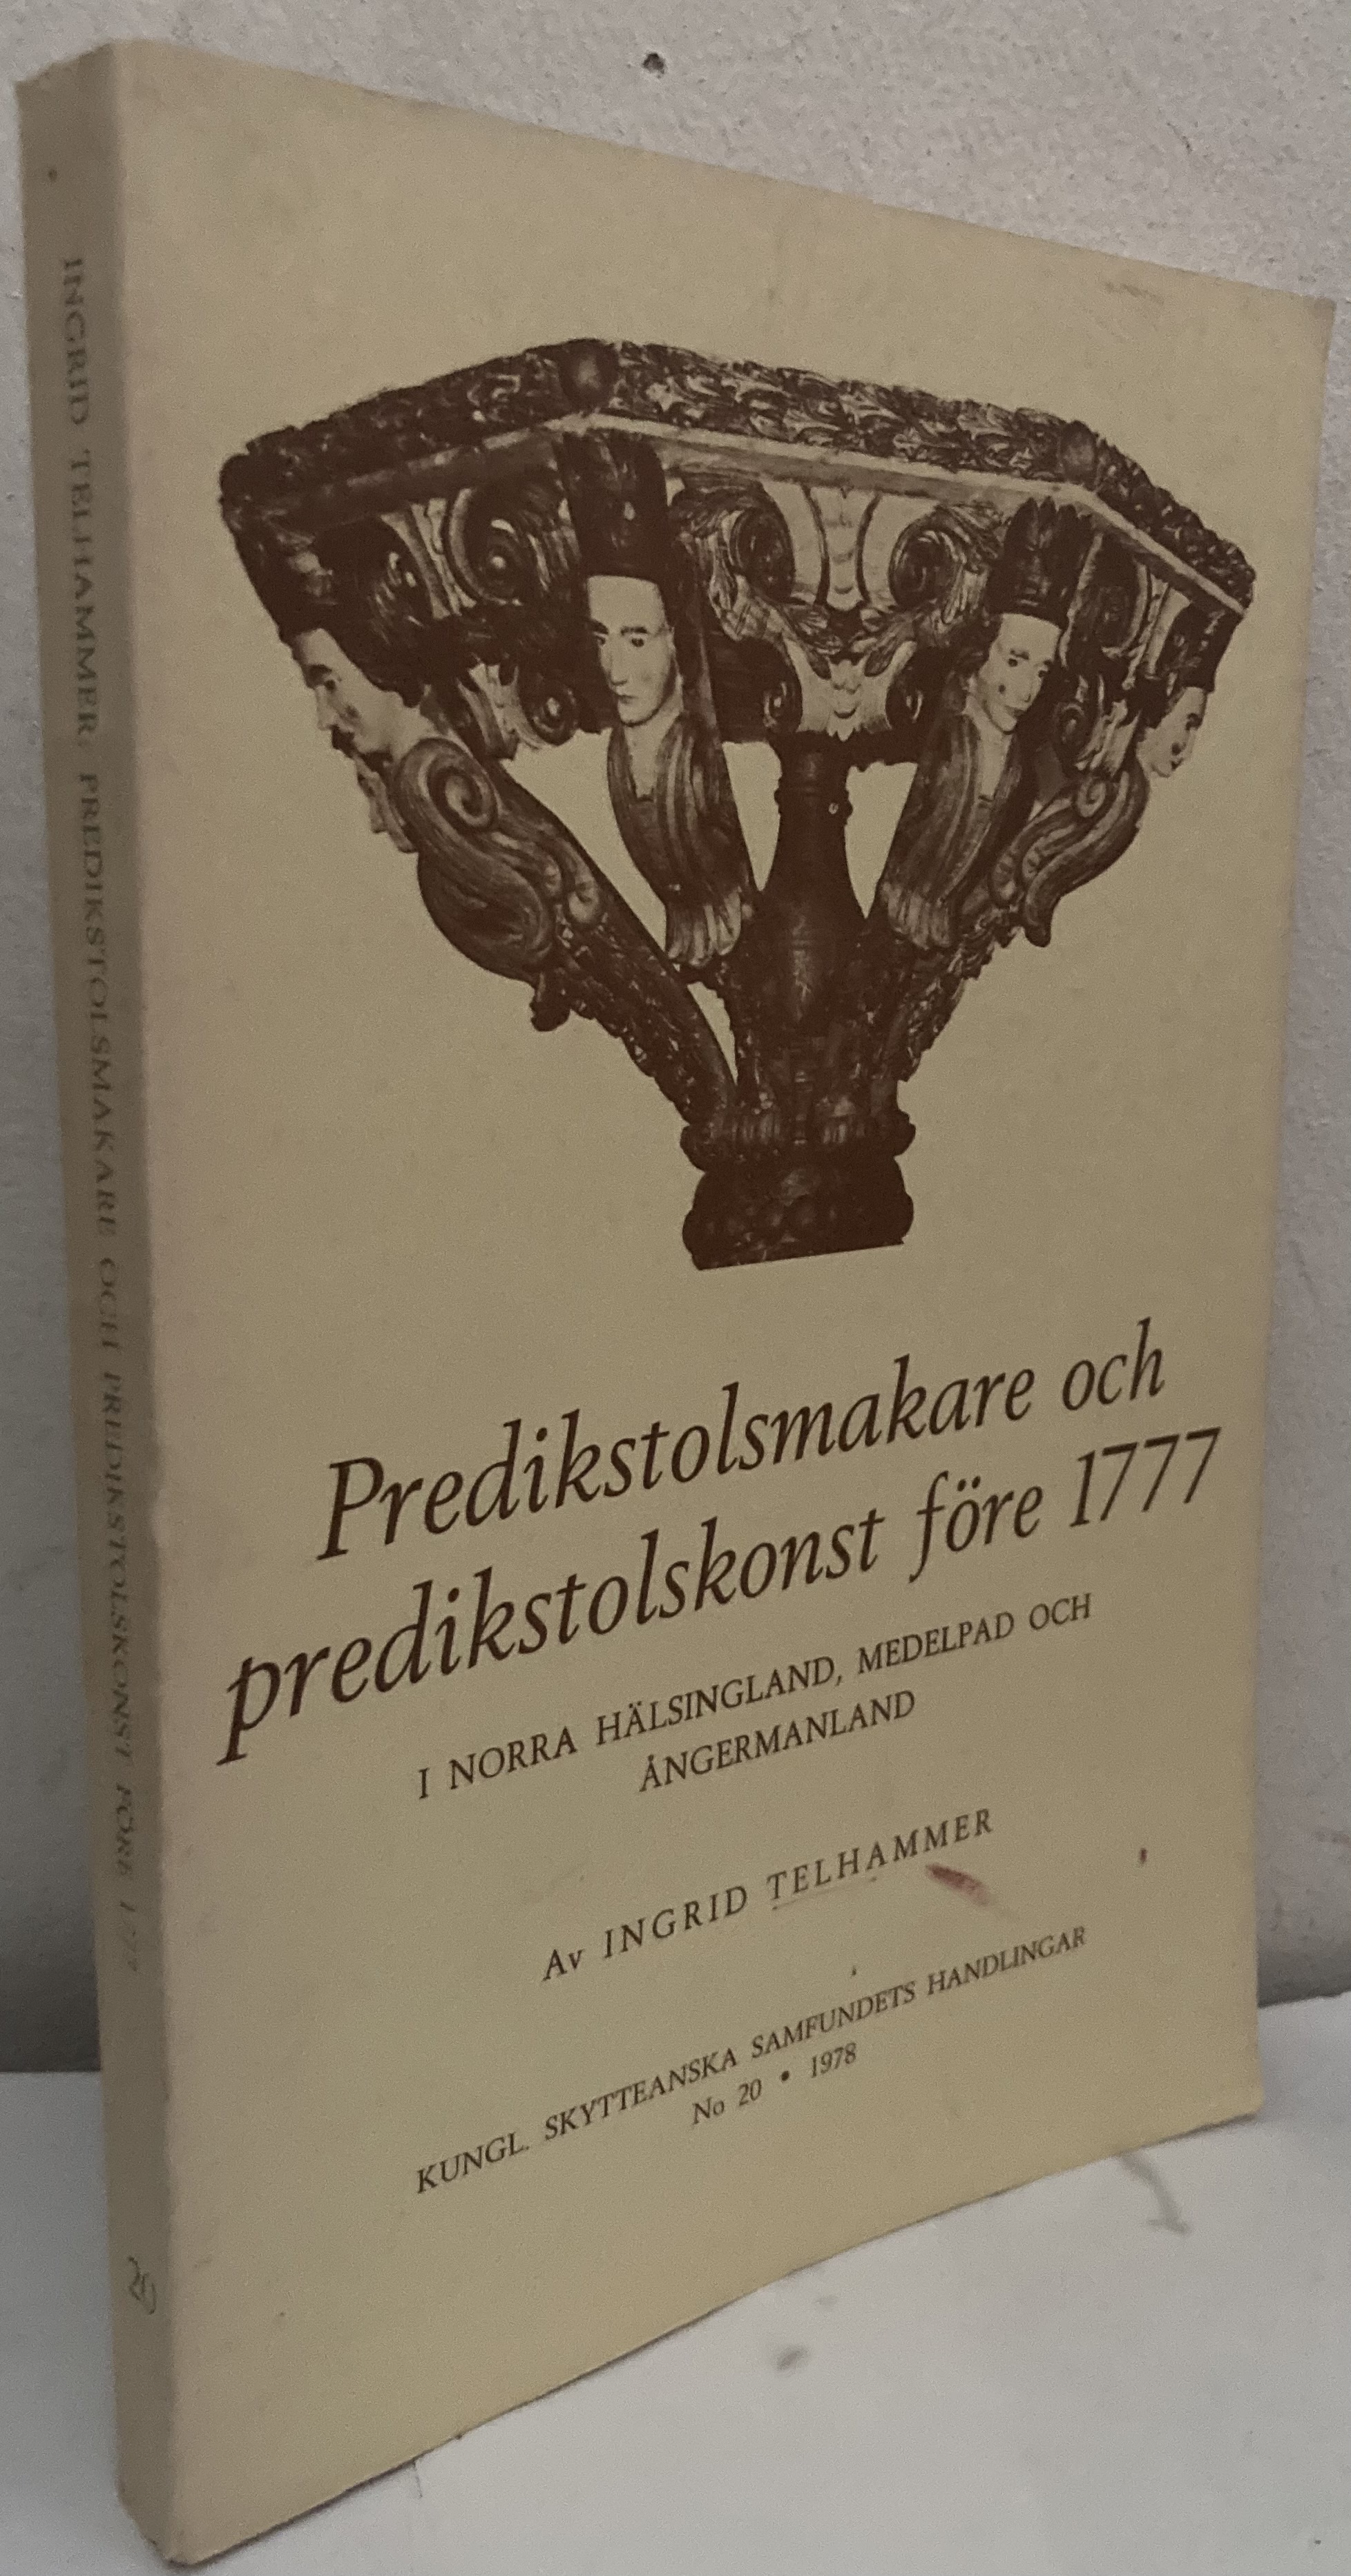 Predikstolsmakare och
predikstolskonst före 1777
I NORRA HÄLSINGLAND, MEDELPAD OCH
ÅNGERMANLAND
Av INGRID TELHAMMER
KUNGL. SKYTTEANSKA SAMFUNDETS HANDLINGAR
No 20 • 1978
INGRID TELHAMMER: PREDIKSTOLSMAKARE OCH PREDIKSTOLSKONST FÖRE 1777
20